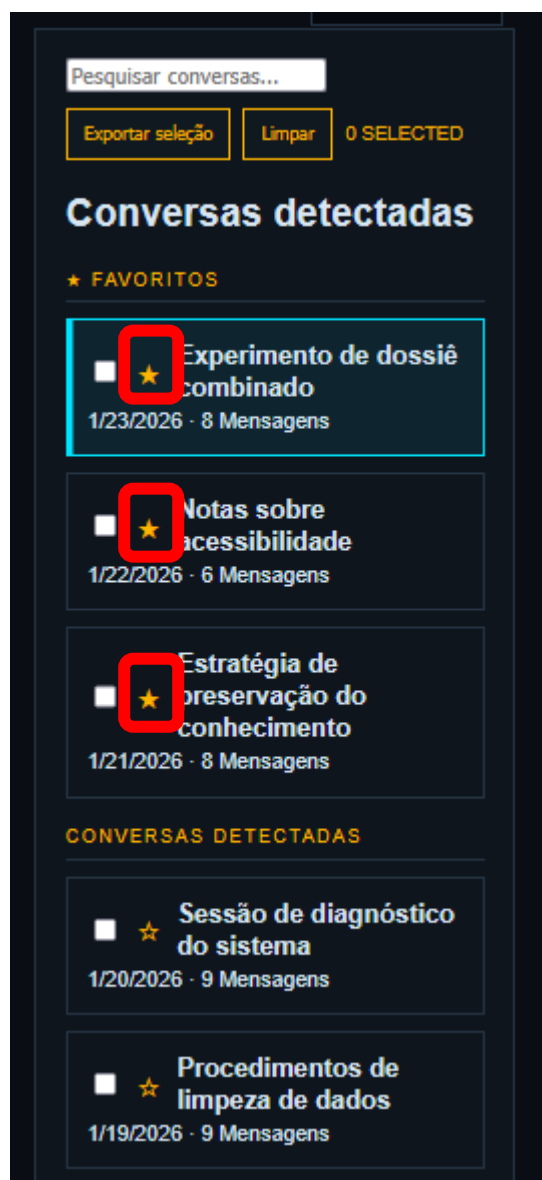 Pesquisar conversas...
Exportar seleção
Limpar
0 SELECTED
Conversas detectadas
★ FAVORITOS
★ Experimento de dossiê
combinado
1/23/2026 · 8 Mensagens
★ Notas sobre
acessibilidade
1/22/2026 · 6 Mensagens
★ Estratégia de
preservação do
conhecimento
1/21/2026 · 8 Mensagens
CONVERSAS DETECTADAS
☆ Sessão de diagnóstico
do sistema
1/20/2026 · 9 Mensagens
☆ Procedimentos de
limpeza de dados
1/19/2026 · 9 Mensagens